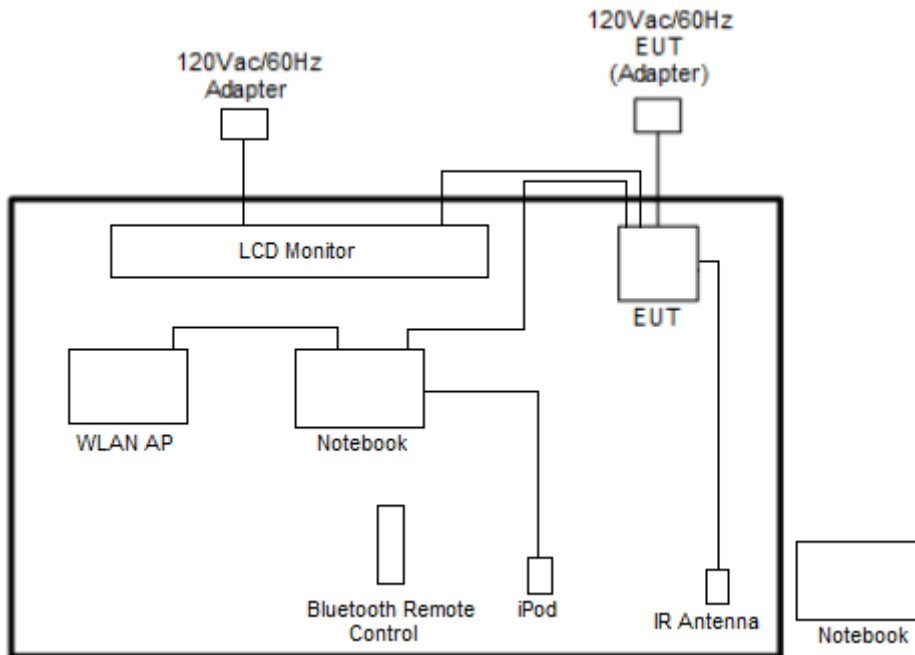 120Vac/60Hz
Adapter
120Vac/60Hz
EUT
(Adapter)
LCD Monitor
EUT
WLAN AP
Notebook
Bluetooth Remote
Control
iPod
IR Antenna
Notebook